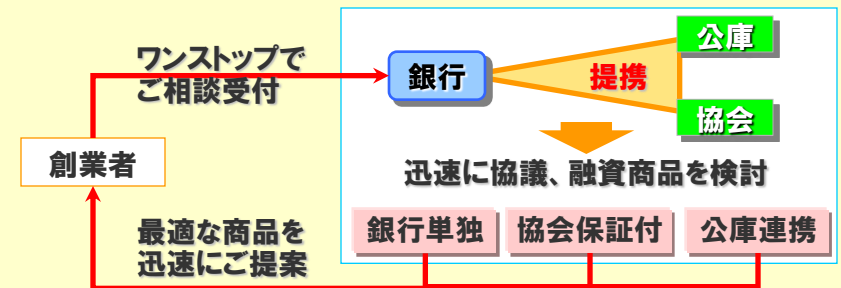 ワンストップで
ご相談受付
銀行
提携
公庫
協会
創業者
迅速に協議、融資商品を検討
最適な商品を
迅速にご提案
銀行単独
協会保証付
公庫連携